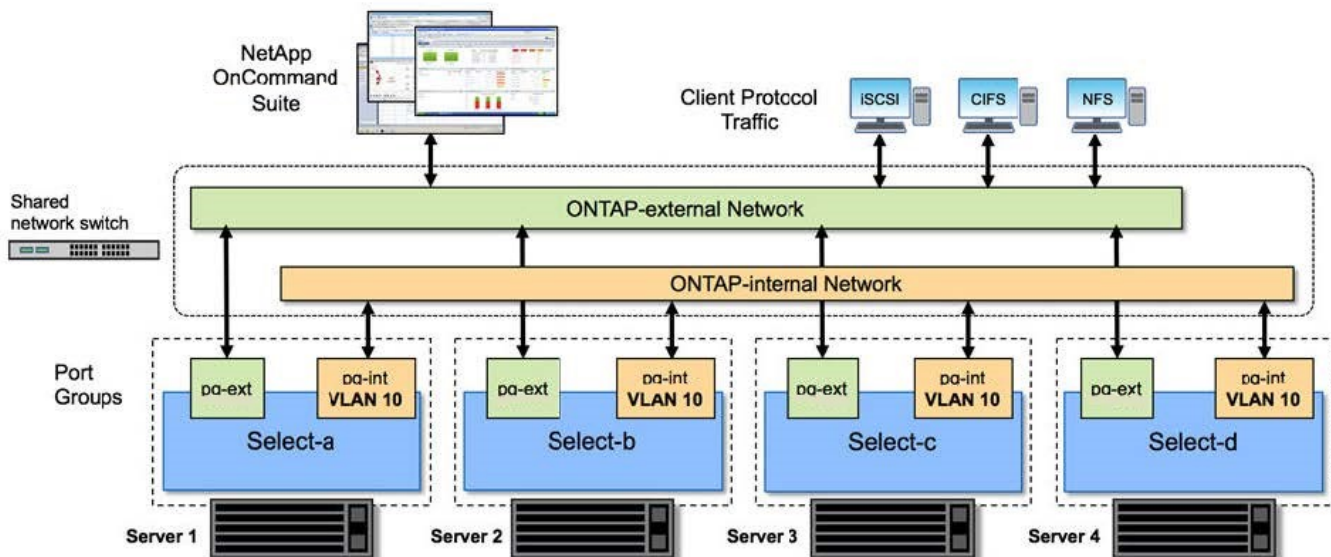 NetApp
OnCommand
Suite
Client Protocol
Traffic
iSCSI
CIFS
NFS
Shared
network switch
ONTAP-external Network
ONTAP-internal Network
Port
Groups
pg-ext
pg-int
VLAN 10
Select-a
pg-ext
pg-int
VLAN 10
Select-b
pg-ext
pg-int
VLAN 10
Select-c
pg-ext
pg-int
VLAN 10
Select-d
Server 1
Server 2
Server 3
Server 4